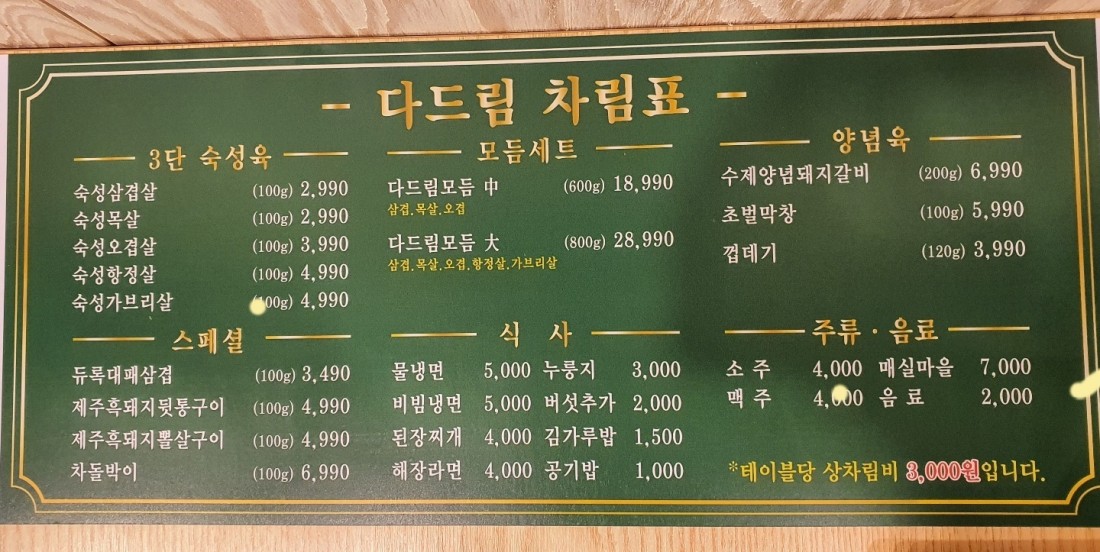 - 다드림 차림표 -
3단 숙성육
숙성삼겹살 (100g) 2,990
숙성목살 (100g) 2,990
숙성오겹살 (100g) 3,990
숙성항정살 (100g) 4,990
숙성가브리살 (100g) 4,990
모듬세트
다드림모듬 中 (600g) 18,990
삼겹.목살.오겹
다드림모듬 大 (800g) 28,990
삼겹.목살.오겹.항정살.가브리살
양념육
수제양념돼지갈비 (200g) 6,990
초벌막창 (100g) 5,990
껍데기 (120g) 3,990
스페셜
듀록대패삼겹 (100g) 3,490
제주흑돼지뒷통구이 (100g) 4,990
제주흑돼지뽈살구이 (100g) 4,990
차돌박이 (100g) 6,990
식 사
물냉면 5,000 누룽지 3,000
비빔냉면 5,000 버섯추가 2,000
된장찌개 4,000 김가루밥 1,500
해장라면 4,000 공기밥 1,000
주류·음료
소 주 4,000 매실마을 7,000
맥 주 4,000 음 료 2,000
*테이블당 상차림비 3,000원입니다.